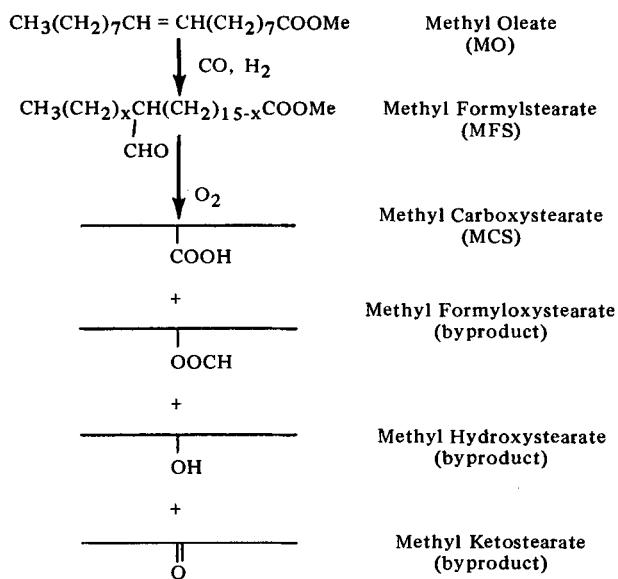 CH3(CH2)7CH = CH(CH2)7COOMe Methyl Oleate
(MO)
CO, H2
CH3(CH2)xCH(CH2)15-xCOOMe Methyl Formylstearate
(MFS)
CHO
O2
Methyl Carboxystearate
(MCS)
COOH
+
Methyl Formyloxystearate
(byproduct)
OOCH
+
Methyl Hydroxystearate
(byproduct)
OH
+
Methyl Ketostearate
(byproduct)
O